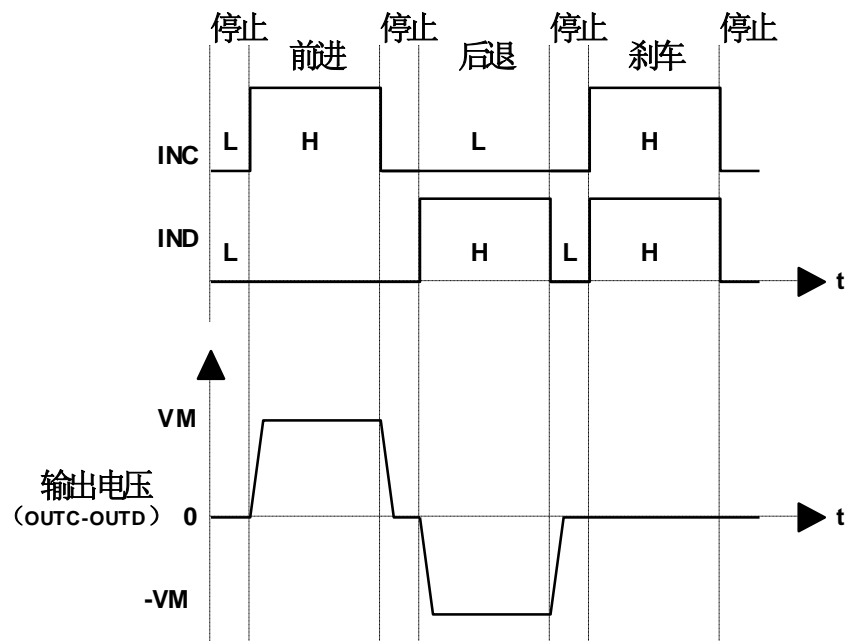 停止 停止 停止 停止
前进 后退 刹车
L H L H
INC
IND
L H L H
t
VM
输出电压
（OUTC-OUTD） 0
t
-VM